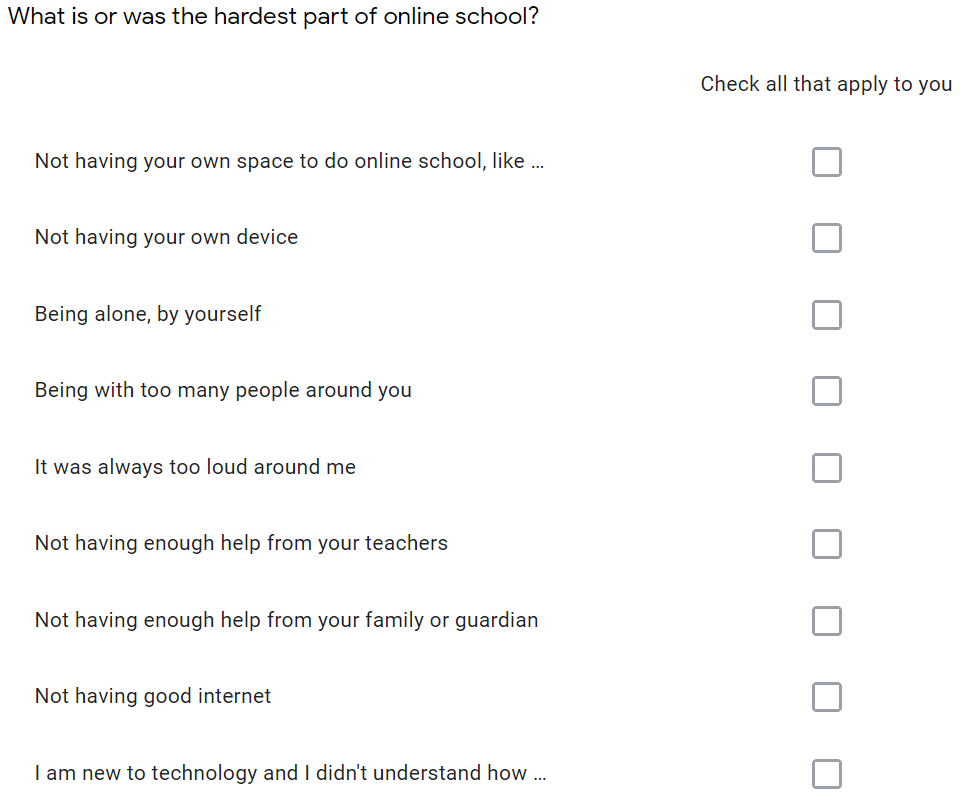 What is or was the hardest part of online school?
Check all that apply to you
Not having your own space to do online school, like ...
Not having your own device
Being alone, by yourself
Being with too many people around you
It was always too loud around me
Not having enough help from your teachers
Not having enough help from your family or guardian
Not having good internet
I am new to technology and I didn't understand how ...